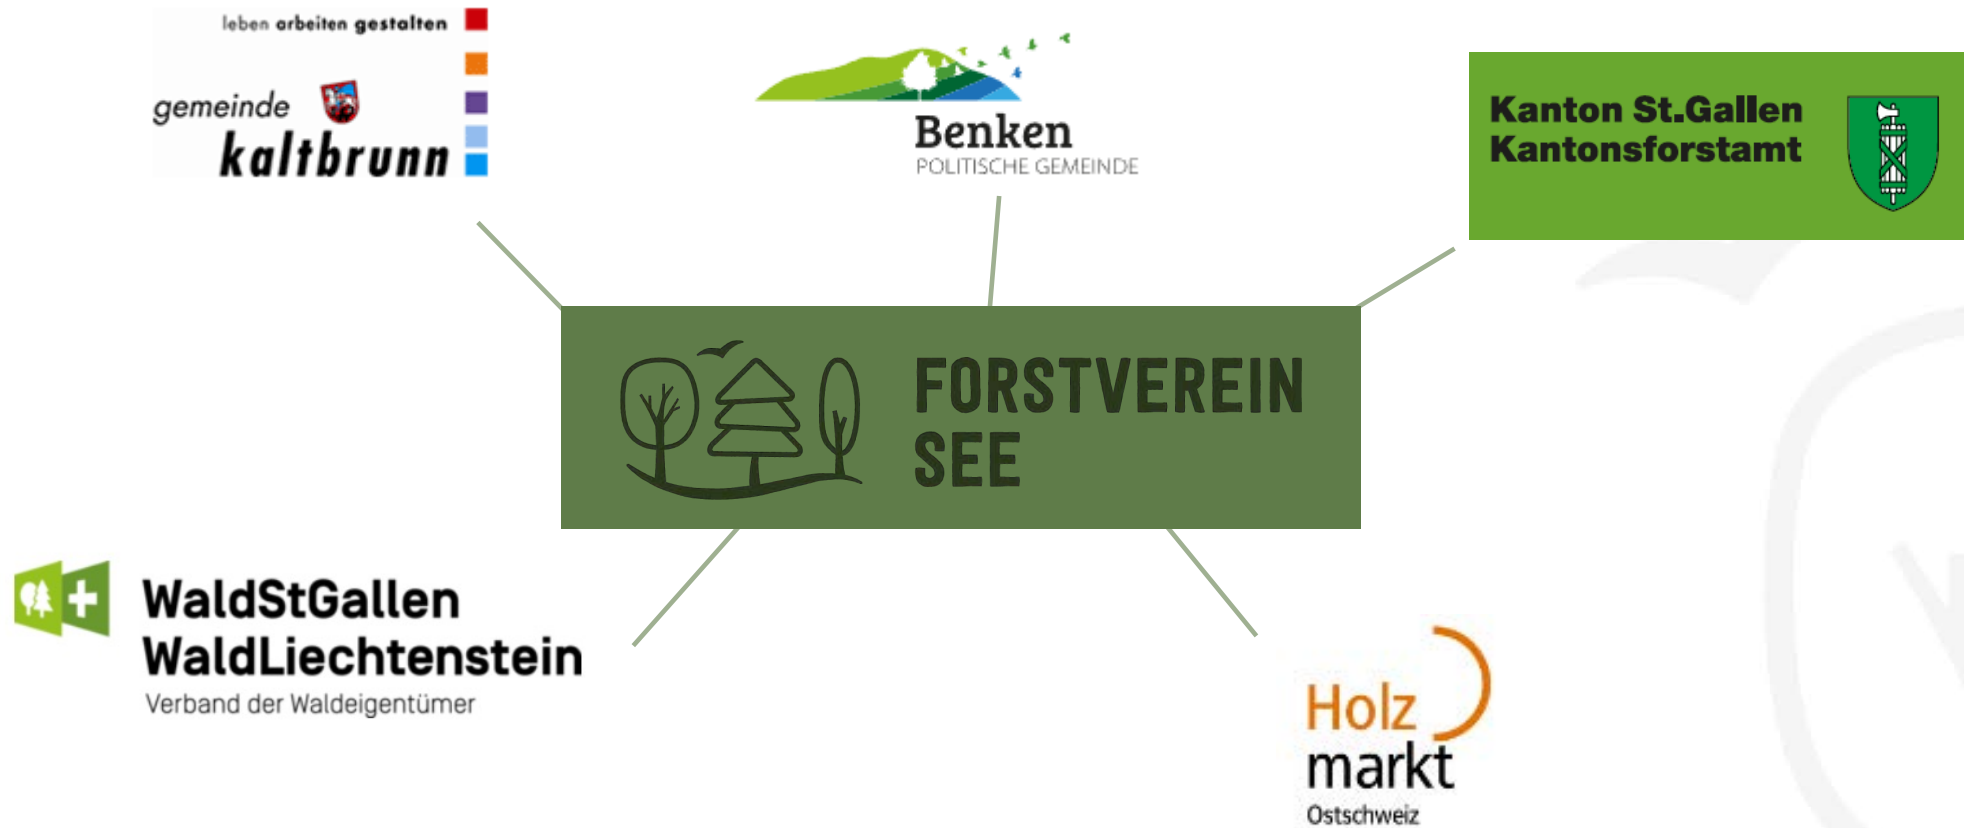 leben arbeiten gestalten
gemeinde
kaltbrunn
Benken
POLITISCHE GEMEINDE
Kanton St.Gallen
Kantonsforstamt
FORSTVEREIN
SEE
WaldStGallen
WaldLiechtenstein
Verband der Waldeigentümer
Holz
markt
Ostschweiz